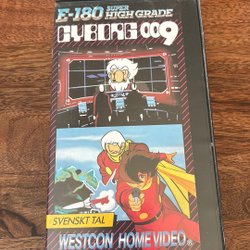 E-180 SUPER
HIGH GRADE
CYBORG 009
SVENSKT TAL
WESTCON HOME VIDEO ®